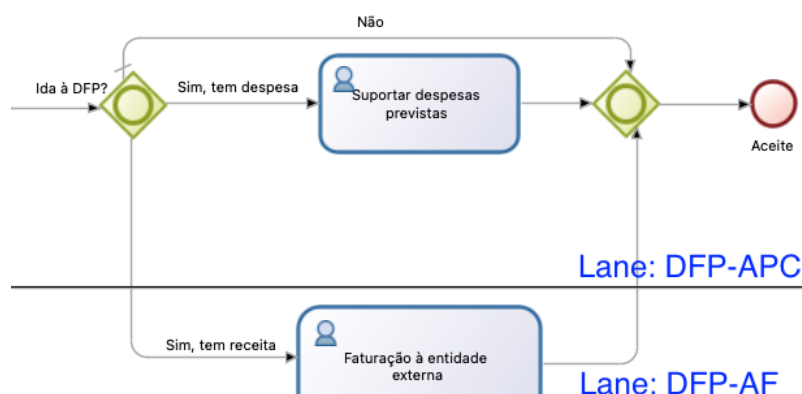 Não
Ida à DFP?
Sim, tem despesa
Suportar despesas
previstas
Aceite
Lane: DFP-APC
Sim, tem receita
Faturação à entidade
externa
Lane: DFP-AF